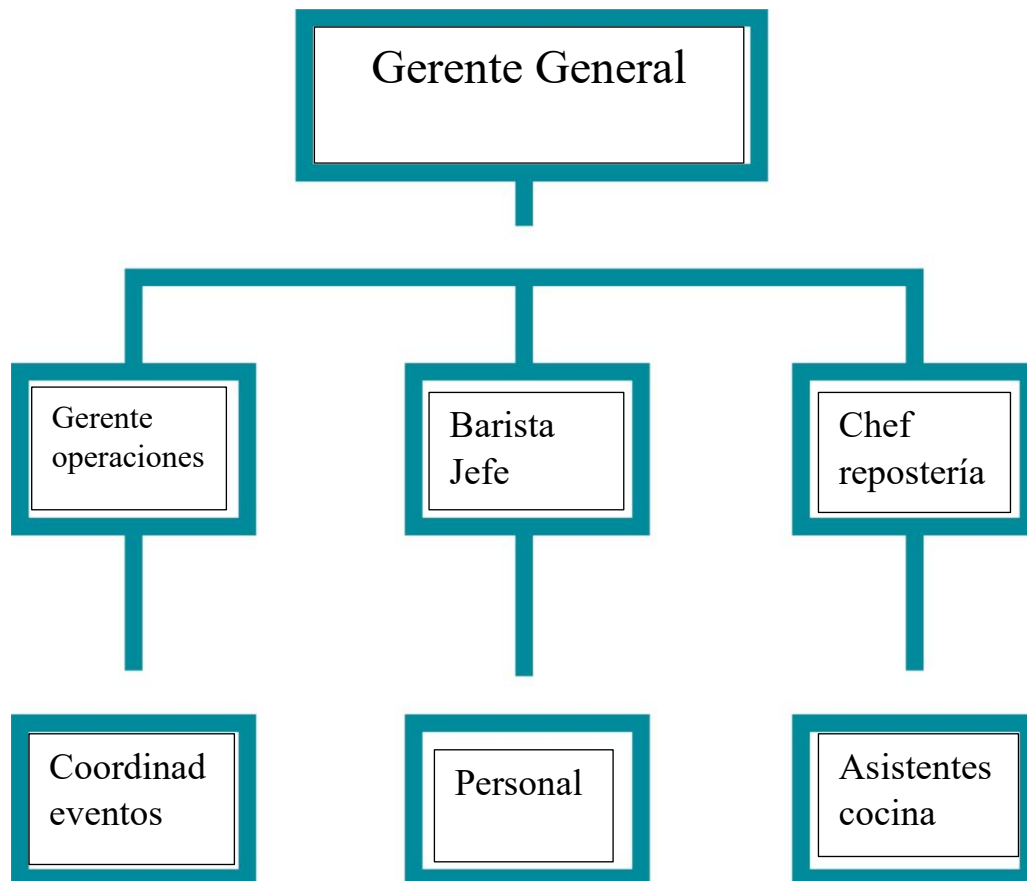 Gerente General
Gerente
operaciones
Barista
Jefe
Chef
repostería
Coordinad
eventos
Personal
Asistentes
cocina